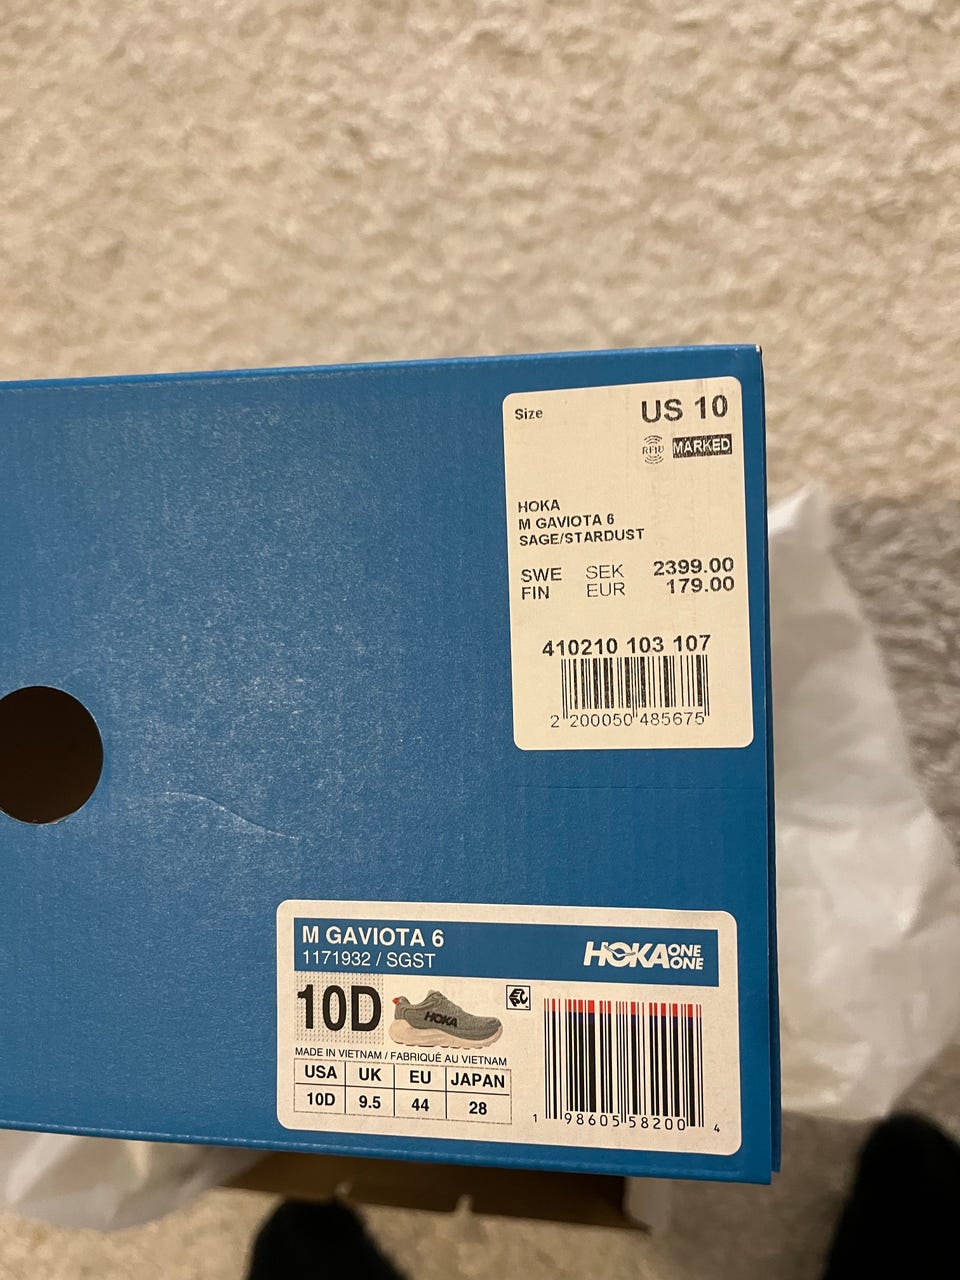 Size US 10
RFID MARKED
HOKA
M GAVIOTA 6
SAGE/STARDUST
SWE SEK 2399.00
FIN EUR 179.00
410210 103 107
2 200050 485675
M GAVIOTA 6
1171932 / SGST
HOKA ONE ONE
10D
HOKA
MADE IN VIETNAM / FABRIQUÉ AU VIETNAM
USA UK EU JAPAN
10D 9.5 44 28
1 98605 58200 4